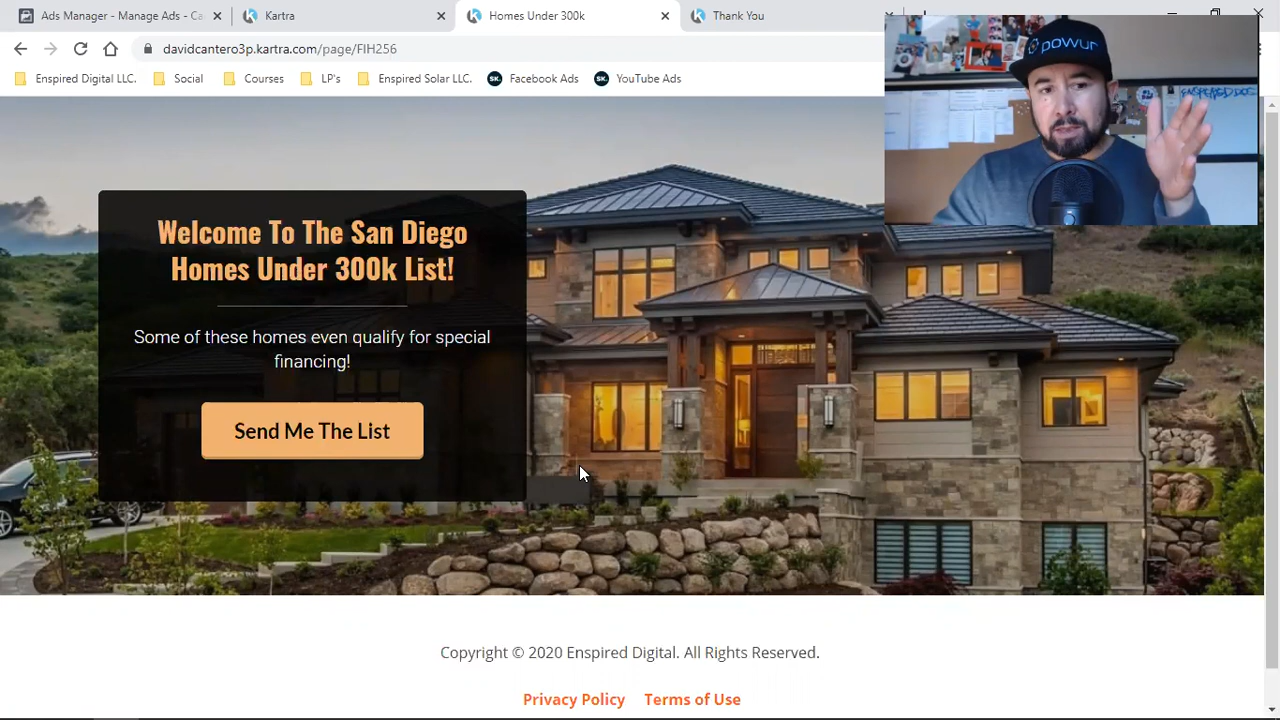 Ads Manager - Manage Ads - Ca
Kartra
Homes Under 300k
Thank You
davidcantero3p.kartra.com/page/FIH256
Enspired Digital LLC.
Social
Courses
LP's
Enspired Solar LLC.
SK.
Facebook Ads
SK.
YouTube Ads
powur
Welcome To The San Diego
Homes Under 300k List!
Some of these homes even qualify for special
financing!
Send Me The List
Copyright © 2020 Enspired Digital. All Rights Reserved.
Privacy Policy
Terms of Use